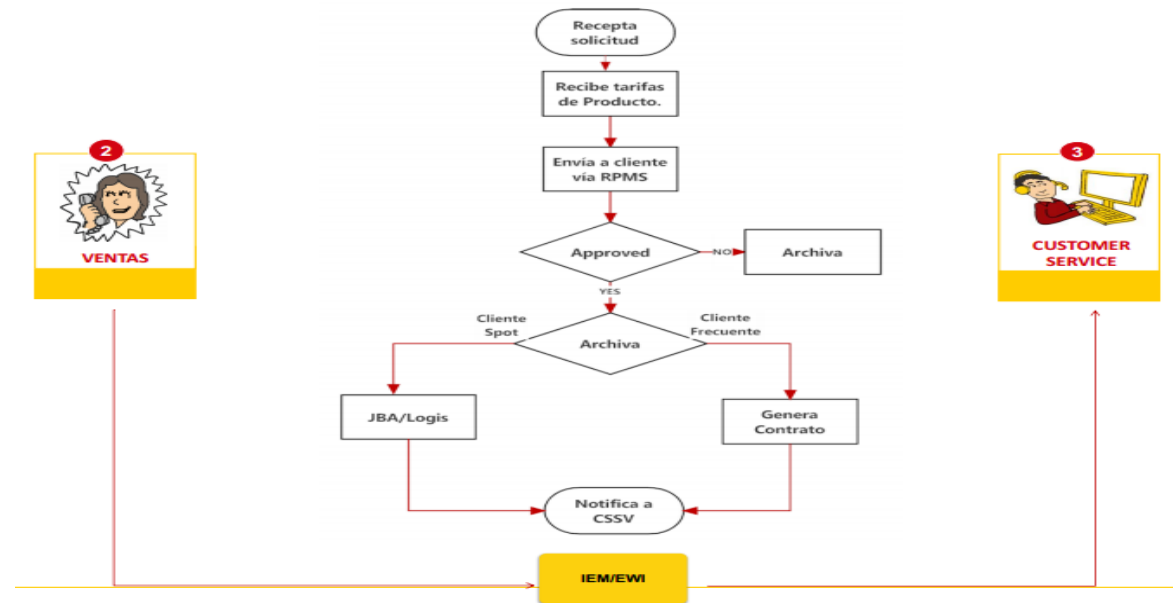 Recepta
solicitud
Recibe tarifas
de Producto.
2
VENTAS
Envía a cliente
vía RPMS
3
CUSTOMER
SERVICE
Approved
NO
Archiva
YES
Cliente
Spot
Archiva
Cliente
Frecuente
JBA/Logis
Genera
Contrato
Notifica a
CSSV
IEM/EWI